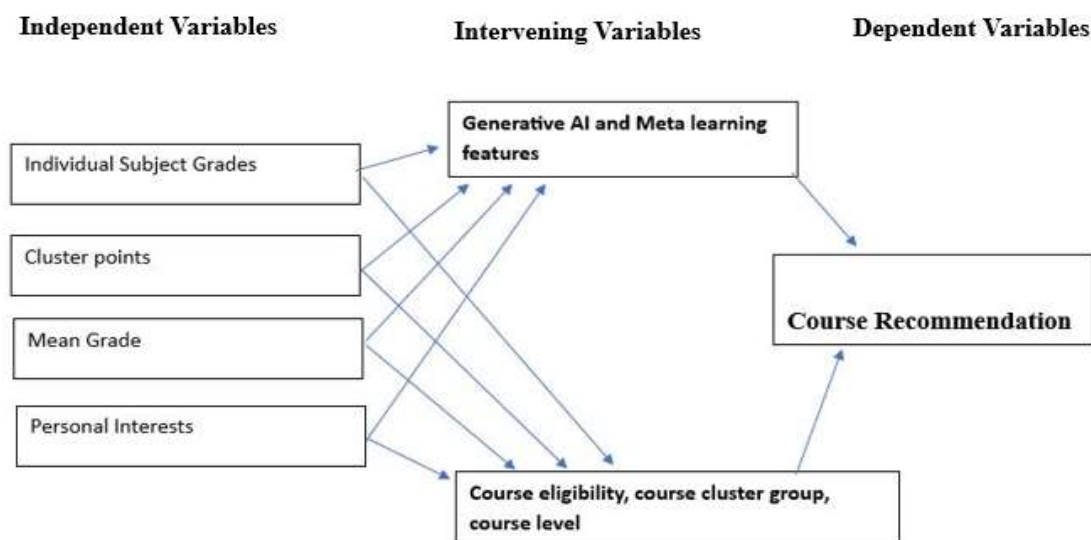 Independent Variables
Intervening Variables
Dependent Variables
Generative AI and Meta learning
features
Individual Subject Grades
Cluster points
Mean Grade
Personal Interests
Course Recommendation
Course eligibility, course cluster group,
course level